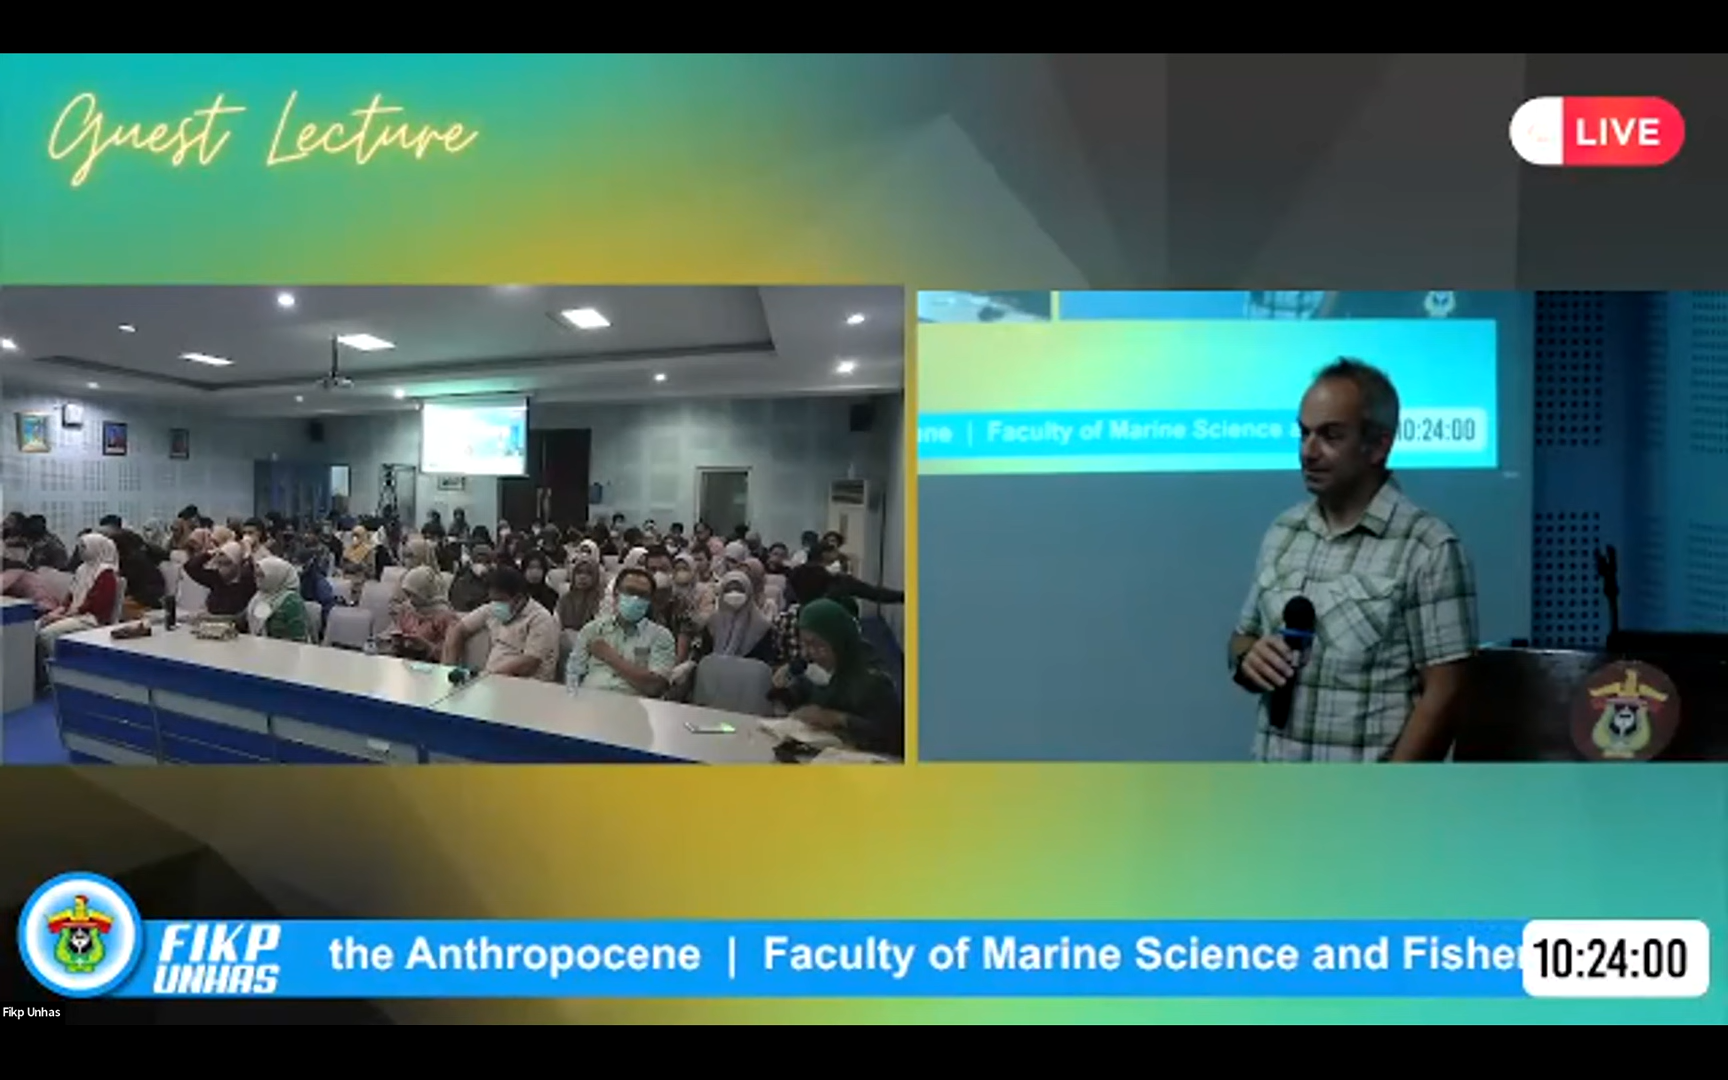 Guest Lecture
LIVE
ne | Faculty of Marine Science
10:24:00
FIKP
UNHAS
the Anthropocene | Faculty of Marine Science and Fisher
10:24:00
Fikp Unhas